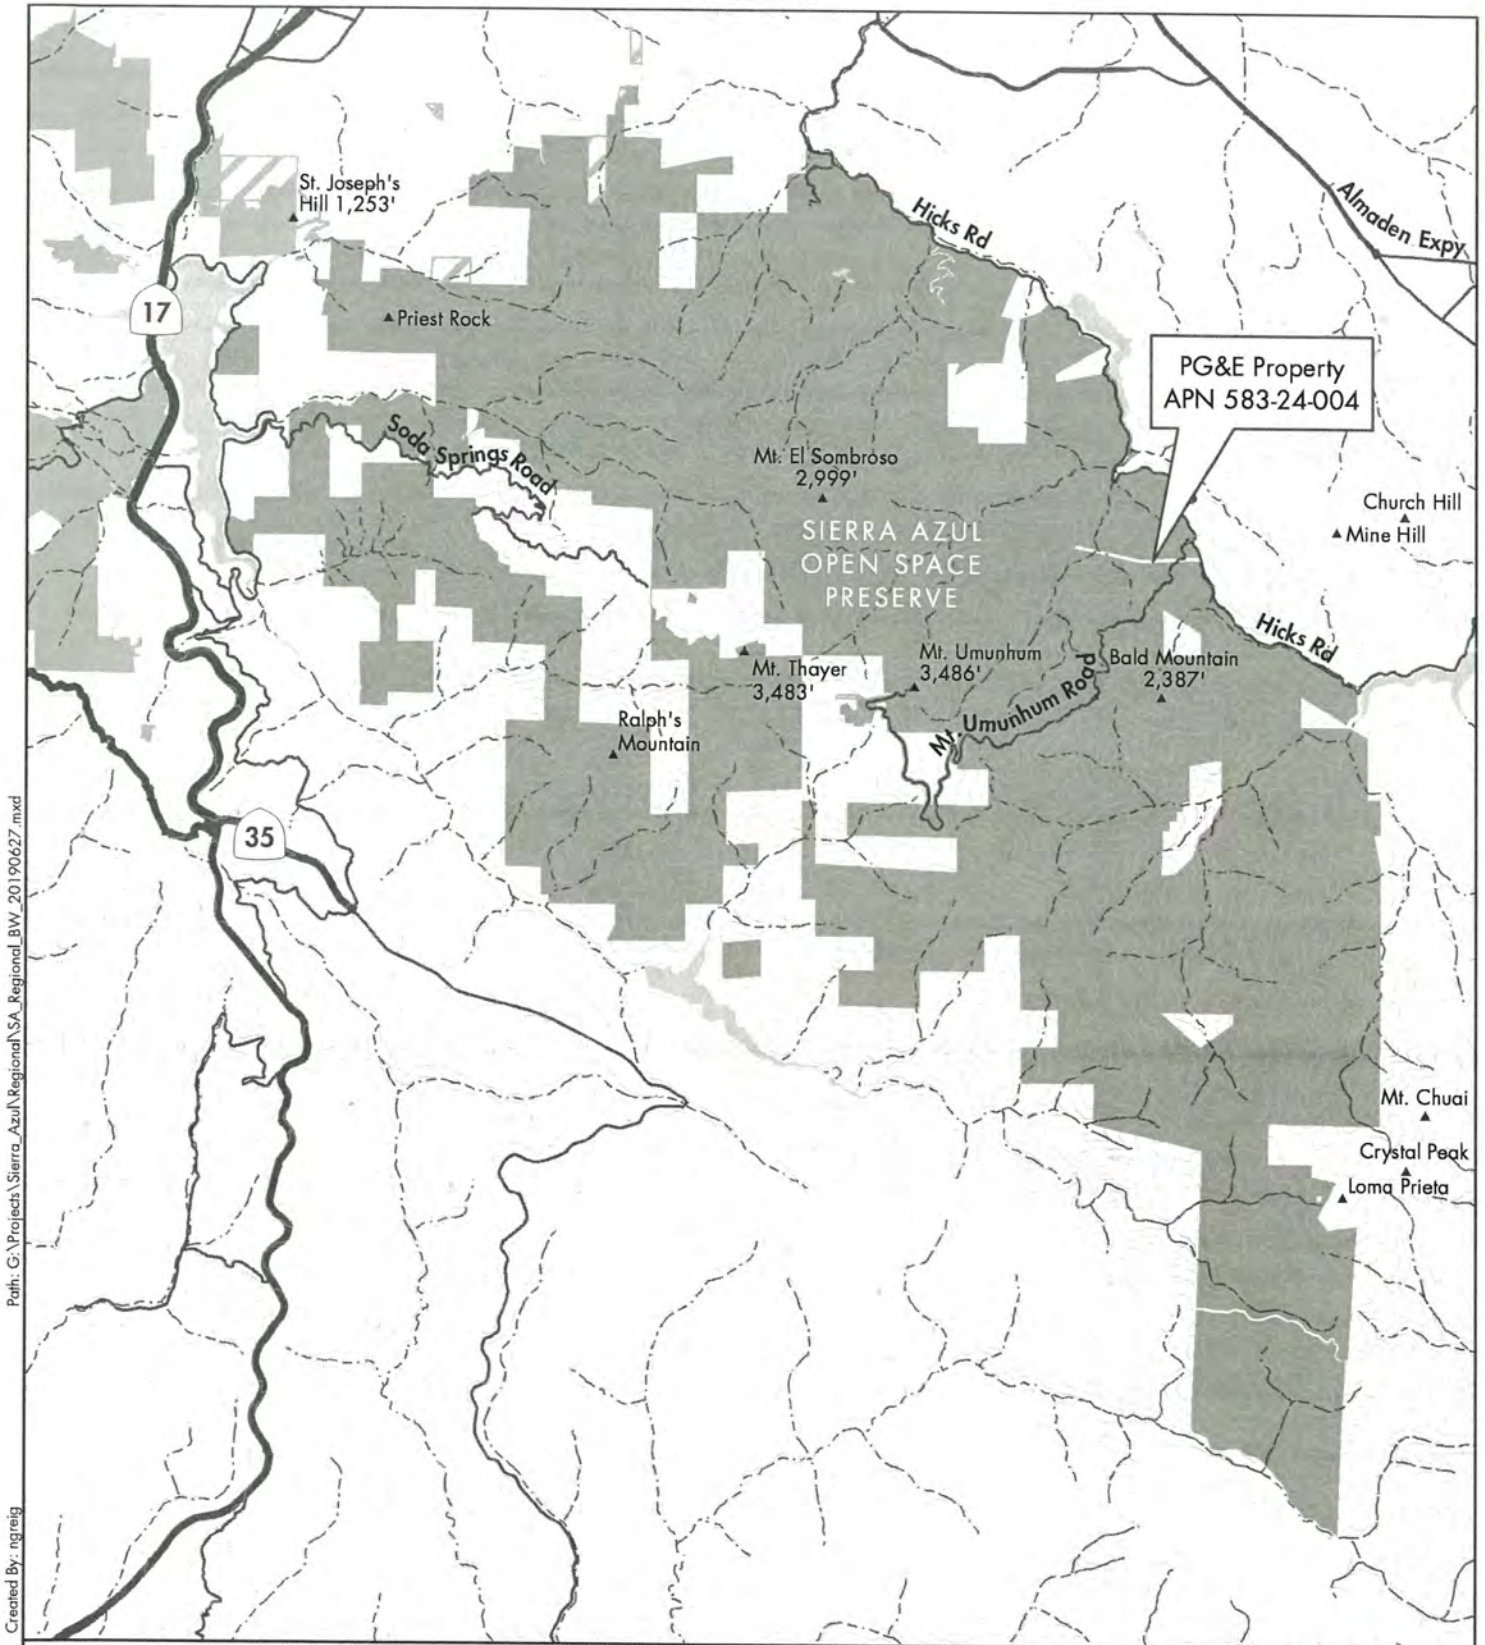 St. Joseph's
Hill 1,253'
Hicks Rd
Almaden Expy
17
Priest Rock
PG&E Property
APN 583-24-004
Soda Springs Road
Mt. El Sombroso
2,999'
Church Hill
Mine Hill
SIERRA AZUL
OPEN SPACE
PRESERVE
Hicks Rd
Mt. Umunhum
3,486'
Bald Mountain
2,387'
Mt. Thayer
3,483'
Mt. Umunhum Road
Ralph's
Mountain
35
Mt. Chuai
Crystal Peak
Loma Prieta
Path: G:\Projects\Sierra_Azul\Regional\SA_Regional_BW_20190627.mxd
Created By: ngreig